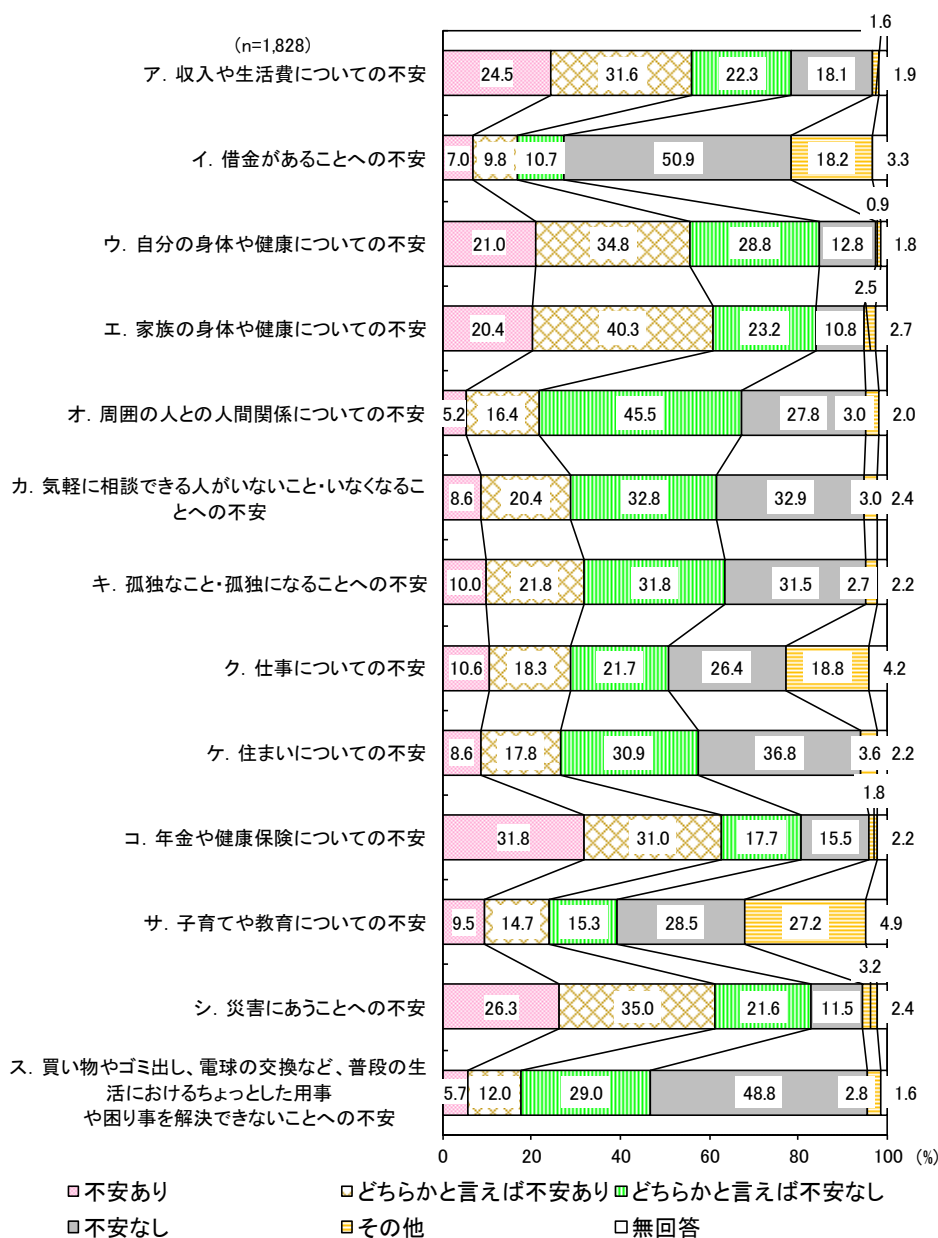 (n=1,828)
1.6
ア. 収入や生活費についての不安
24.5 31.6 22.3 18.1 1.9
イ. 借金があることへの不安
7.0 9.8 10.7 50.9 18.2 3.3
0.9
ウ. 自分の身体や健康についての不安
21.0 34.8 28.8 12.8 1.8
2.5
エ. 家族の身体や健康についての不安
20.4 40.3 23.2 10.8 2.7
オ. 周囲の人との人間関係についての不安
5.2 16.4 45.5 27.8 3.0 2.0
カ. 気軽に相談できる人がいないこと・いなくなるこ
とへの不安
8.6 20.4 32.8 32.9 3.0 2.4
キ. 孤独なこと・孤独になることへの不安
10.0 21.8 31.8 31.5 2.7 2.2
ク. 仕事についての不安
10.6 18.3 21.7 26.4 18.8 4.2
ケ. 住まいについての不安
8.6 17.8 30.9 36.8 3.6 2.2
1.8
コ. 年金や健康保険についての不安
31.8 31.0 17.7 15.5 2.2
サ. 子育てや教育についての不安
9.5 14.7 15.3 28.5 27.2 4.9
3.2
シ. 災害にあうことへの不安
26.3 35.0 21.6 11.5 2.4
ス. 買い物やゴミ出し、電球の交換など、普段の生
活におけるちょっとした用事
や困り事を解決できないことへの不安
5.7 12.0 29.0 48.8 2.8 1.6
0 20 40 60 80 100 (%)
不安あり どちらかと言えば不安あり どちらかと言えば不安なし
不安なし その他 無回答